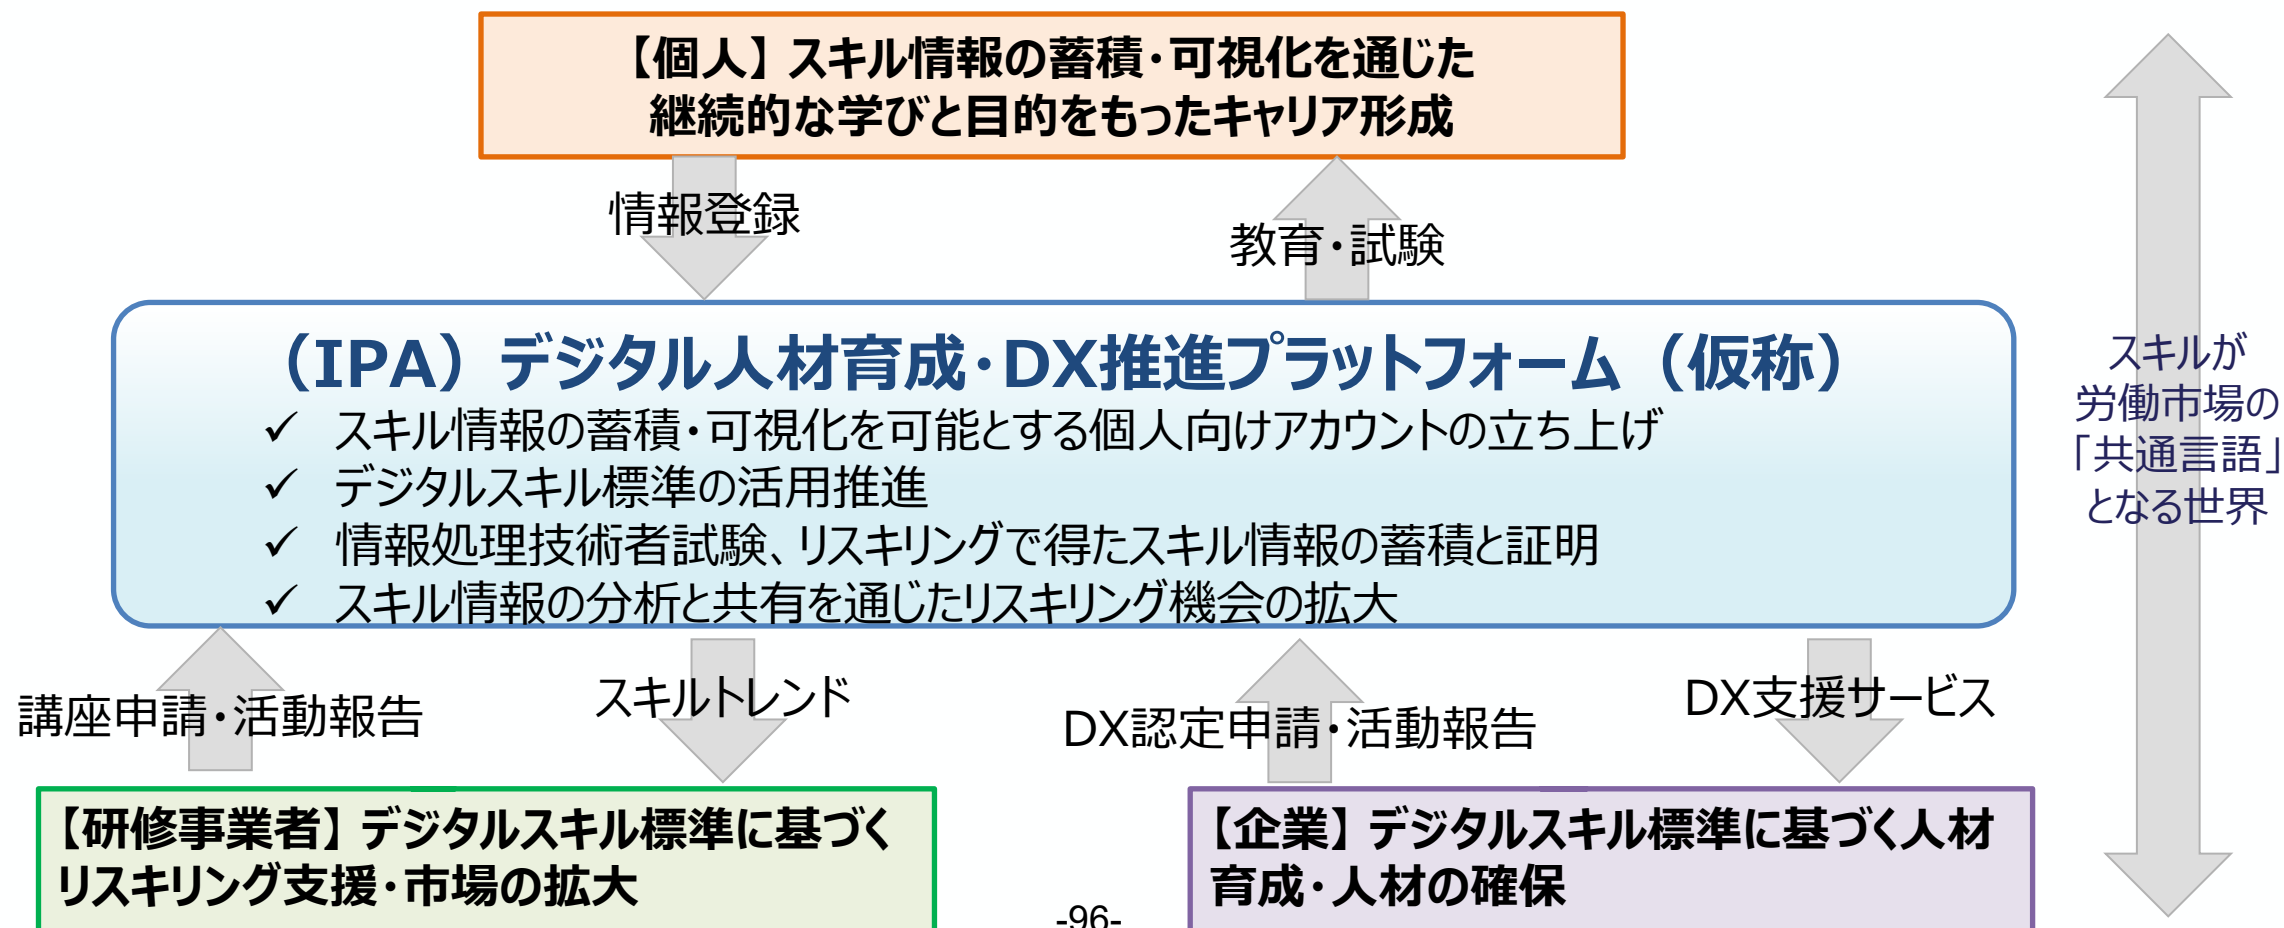 【個人】スキル情報の蓄積・可視化を通じた
継続的な学びと目的をもったキャリア形成
情報登録
教育・試験
（IPA）デジタル人材育成・DX推進プラットフォーム（仮称）
✓ スキル情報の蓄積・可視化を可能とする個人向けアカウントの立ち上げ
✓ デジタルスキル標準の活用推進
✓ 情報処理技術者試験、リスキリングで得たスキル情報の蓄積と証明
✓ スキル情報の分析と共有を通じたリスキリング機会の拡大
スキルが
労働市場の
「共通言語」
となる世界
講座申請・活動報告
スキルトレンド
DX認定申請・活動報告
DX支援サービス
【研修事業者】デジタルスキル標準に基づく
リスキリング支援・市場の拡大
【企業】デジタルスキル標準に基づく人材
育成・人材の確保
-96-